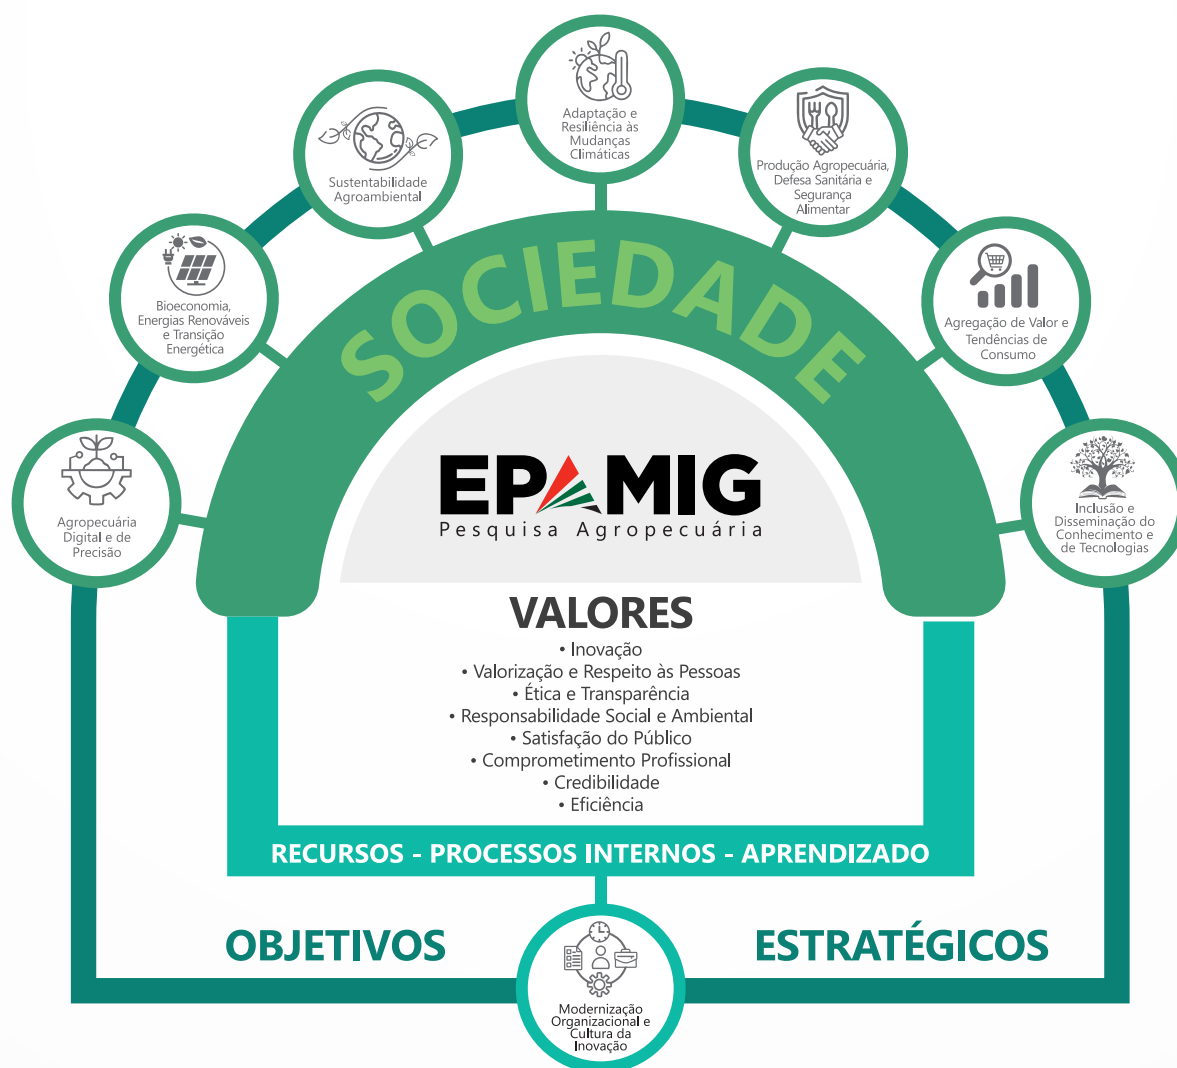 Adaptação e
Resiliência às
Mudanças
Climáticas
Sustentabilidade
Agroambiental
Produção Agropecuária,
Defesa Sanitária e
Segurança
Alimentar
Bioeconomia,
Energias Renováveis
e Transição
Energética
Agregação de Valor e
Tendências de
Consumo
Agropecuária
Digital e de
Precisão
Inclusão e
Disseminação do
Conhecimento e
de Tecnologias
SOCIEDADE
EPAMIG
Pesquisa Agropecuária
VALORES
• Inovação
• Valorização e Respeito às Pessoas
• Ética e Transparência
• Responsabilidade Social e Ambiental
• Satisfação do Público
• Comprometimento Profissional
• Credibilidade
• Eficiência
RECURSOS - PROCESSOS INTERNOS - APRENDIZADO
OBJETIVOS ESTRATÉGICOS
Modernização
Organizacional e
Cultura da
Inovação